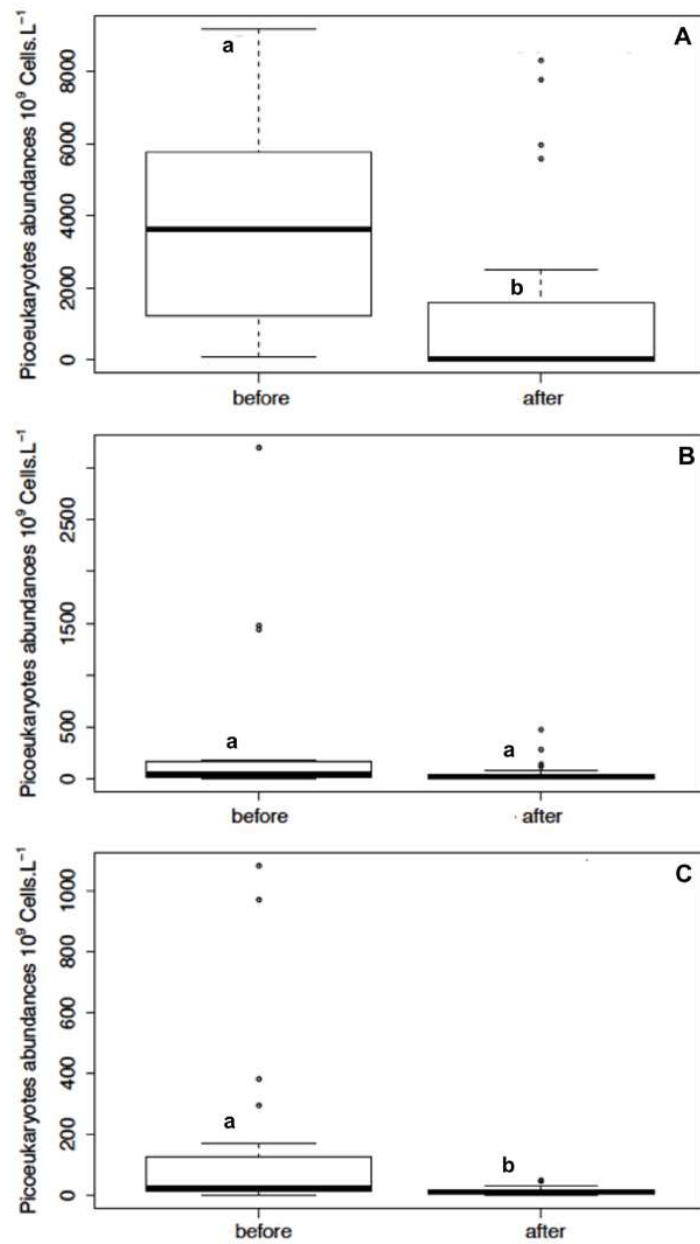 A
Picoeukaryotes abundances 10⁹ Cells.L⁻¹
8000
6000
4000
2000
0
a
b
before
after
B
Picoeukaryotes abundances 10⁹ Cells.L⁻¹
2500
1500
500
0
a
a
before
after
C
Picoeukaryotes abundances 10⁹ Cells.L⁻¹
1000
800
600
400
200
0
a
b
before
after